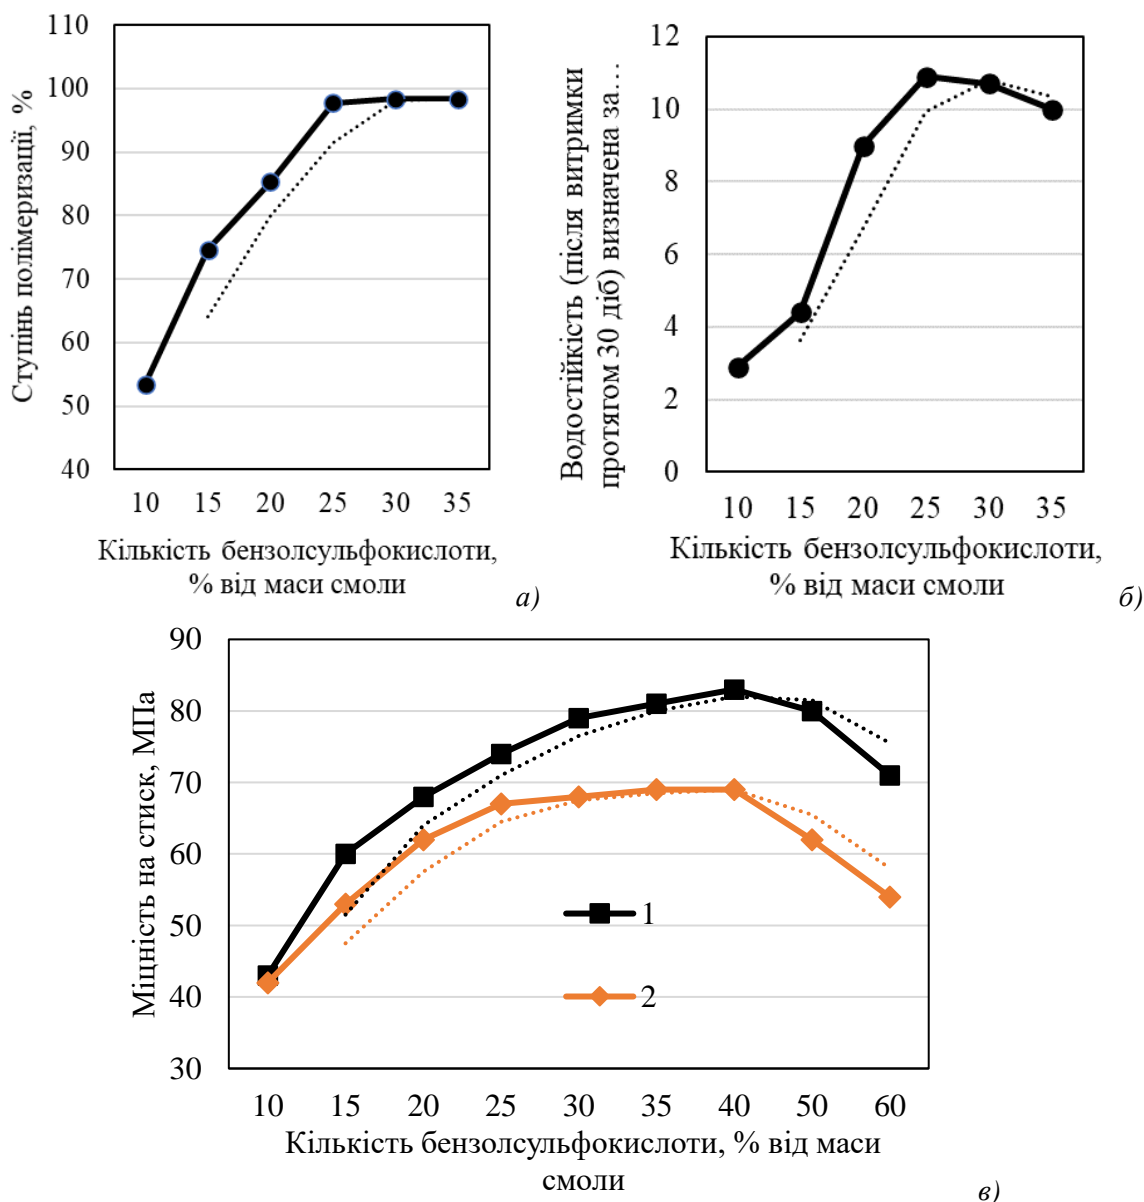 Ступінь полімеризації, %
110
100
90
80
70
60
50
40
10 15 20 25 30 35
Кількість бензолсульфокислоти,
% від маси смоли
а)
Водостійкість (після витримки
протягом 30 діб) визначена за…
12
10
8
6
4
2
0
10 15 20 25 30 35
Кількість бензолсульфокислоти,
% від маси смоли
б)
Міцність на стиск, МПа
90
80
70
60
50
40
30
1
2
10 15 20 25 30 35 40 50 60
Кількість бензолсульфокислоти, % від маси
смоли
в)